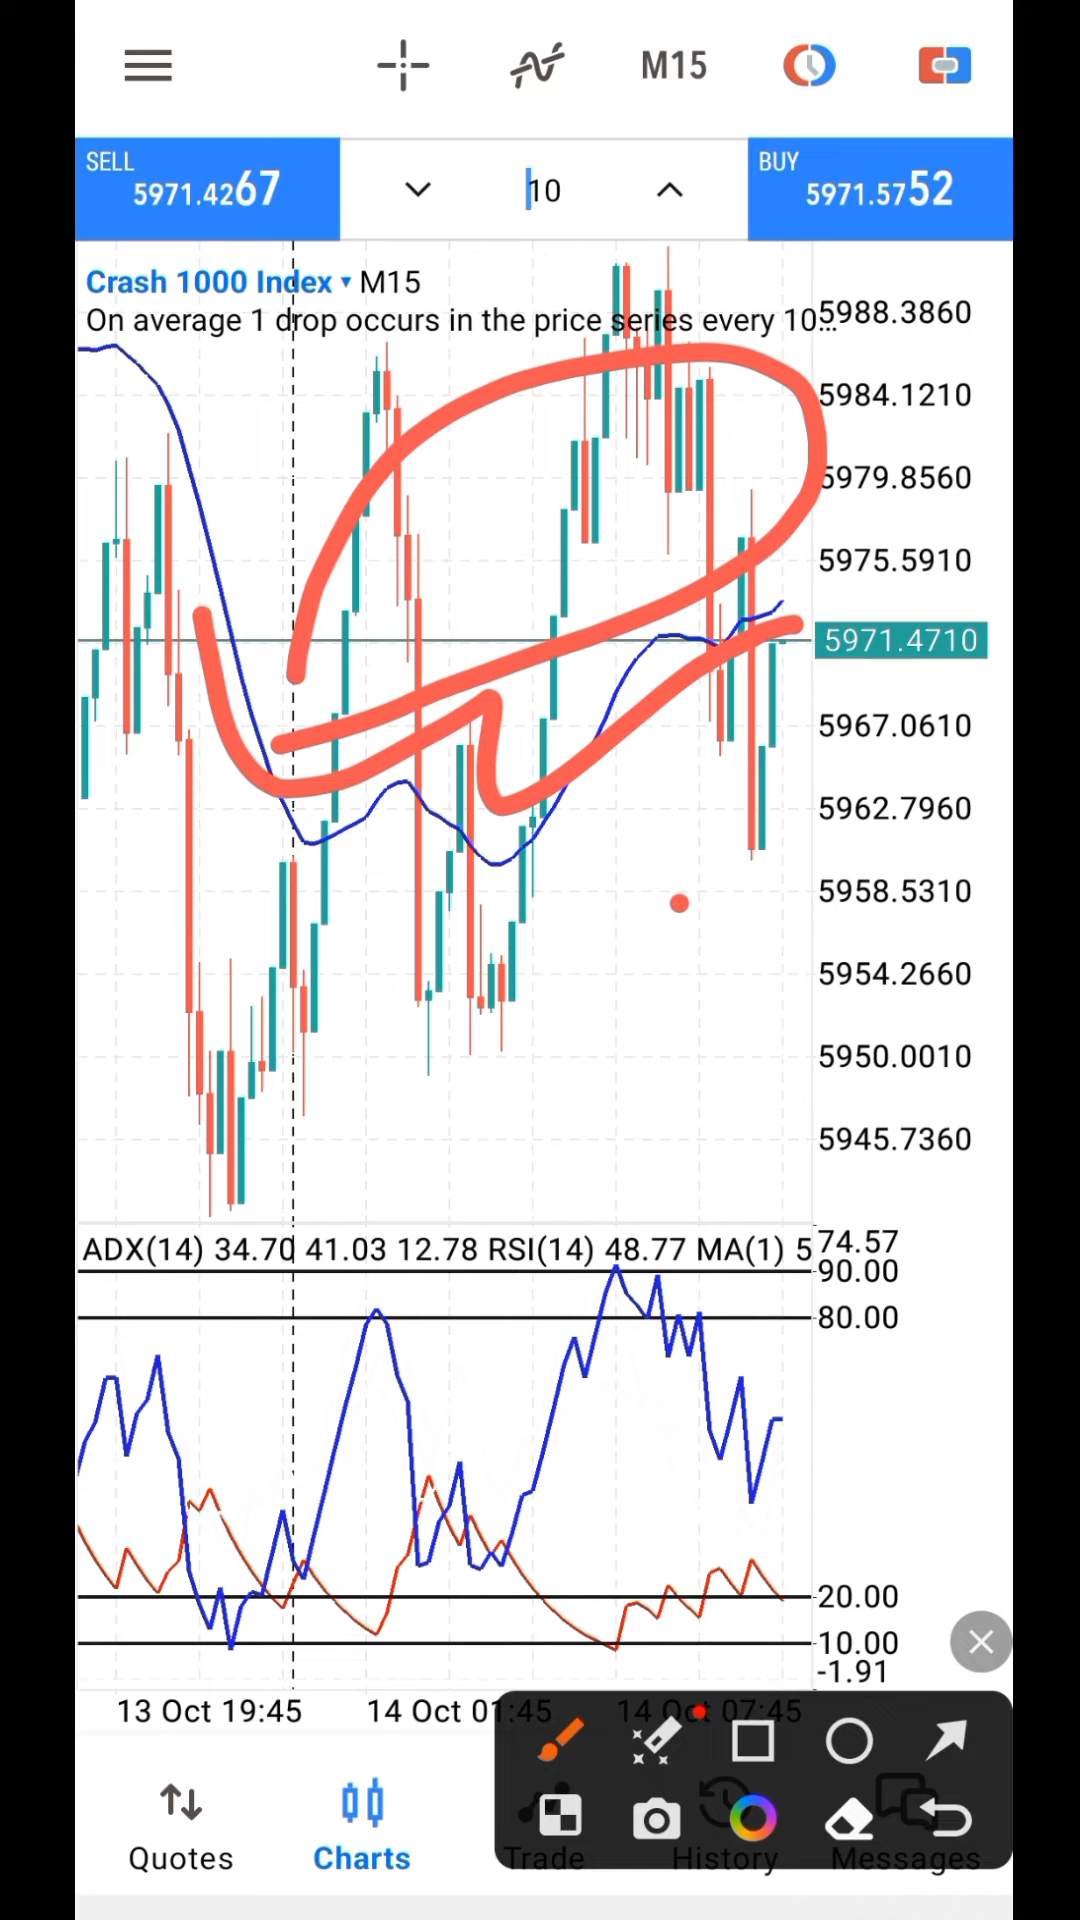 M15
SELL
5971.4267
10
BUY
5971.5752
Crash 1000 Index ▾ M15
On average 1 drop occurs in the price series every 10...
5988.3860
5984.1210
5979.8560
5975.5910
5971.4710
5967.0610
5962.7960
5958.5310
5954.2660
5950.0010
5945.7360
ADX(14) 34.70 41.03 12.78 RSI(14) 48.77 MA(1) 5
74.57
90.00
80.00
20.00
10.00
-1.91
13 Oct 19:45
14 Oct 01:45
14 Oct 07:45
Quotes
Charts
Trade
History
Messages